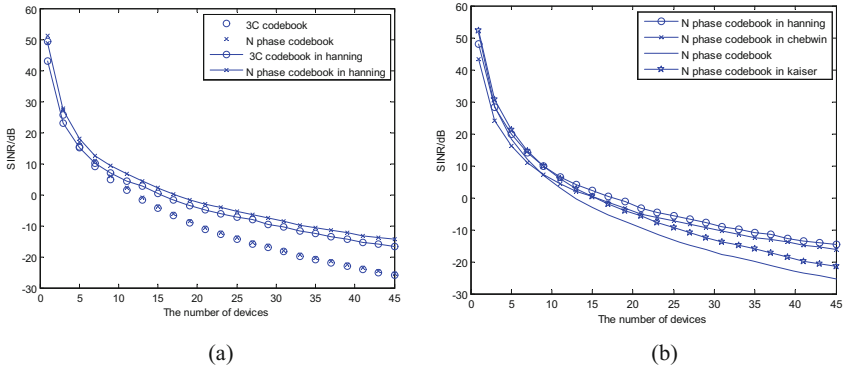 60
50
40
30
20
10
0
-10
-20
-30
SINR/dB
0 5 10 15 20 25 30 35 40 45
The number of devices
3C codebook
N phase codebook
3C codebook in hanning
N phase codebook in hanning
(a)
60
50
40
30
20
10
0
-10
-20
-30
SINR/dB
0 5 10 15 20 25 30 35 40 45
The number of devices
N phase codebook in hanning
N phase codebook in chebwin
N phase codebook
N phase codebook in kaiser
(b)